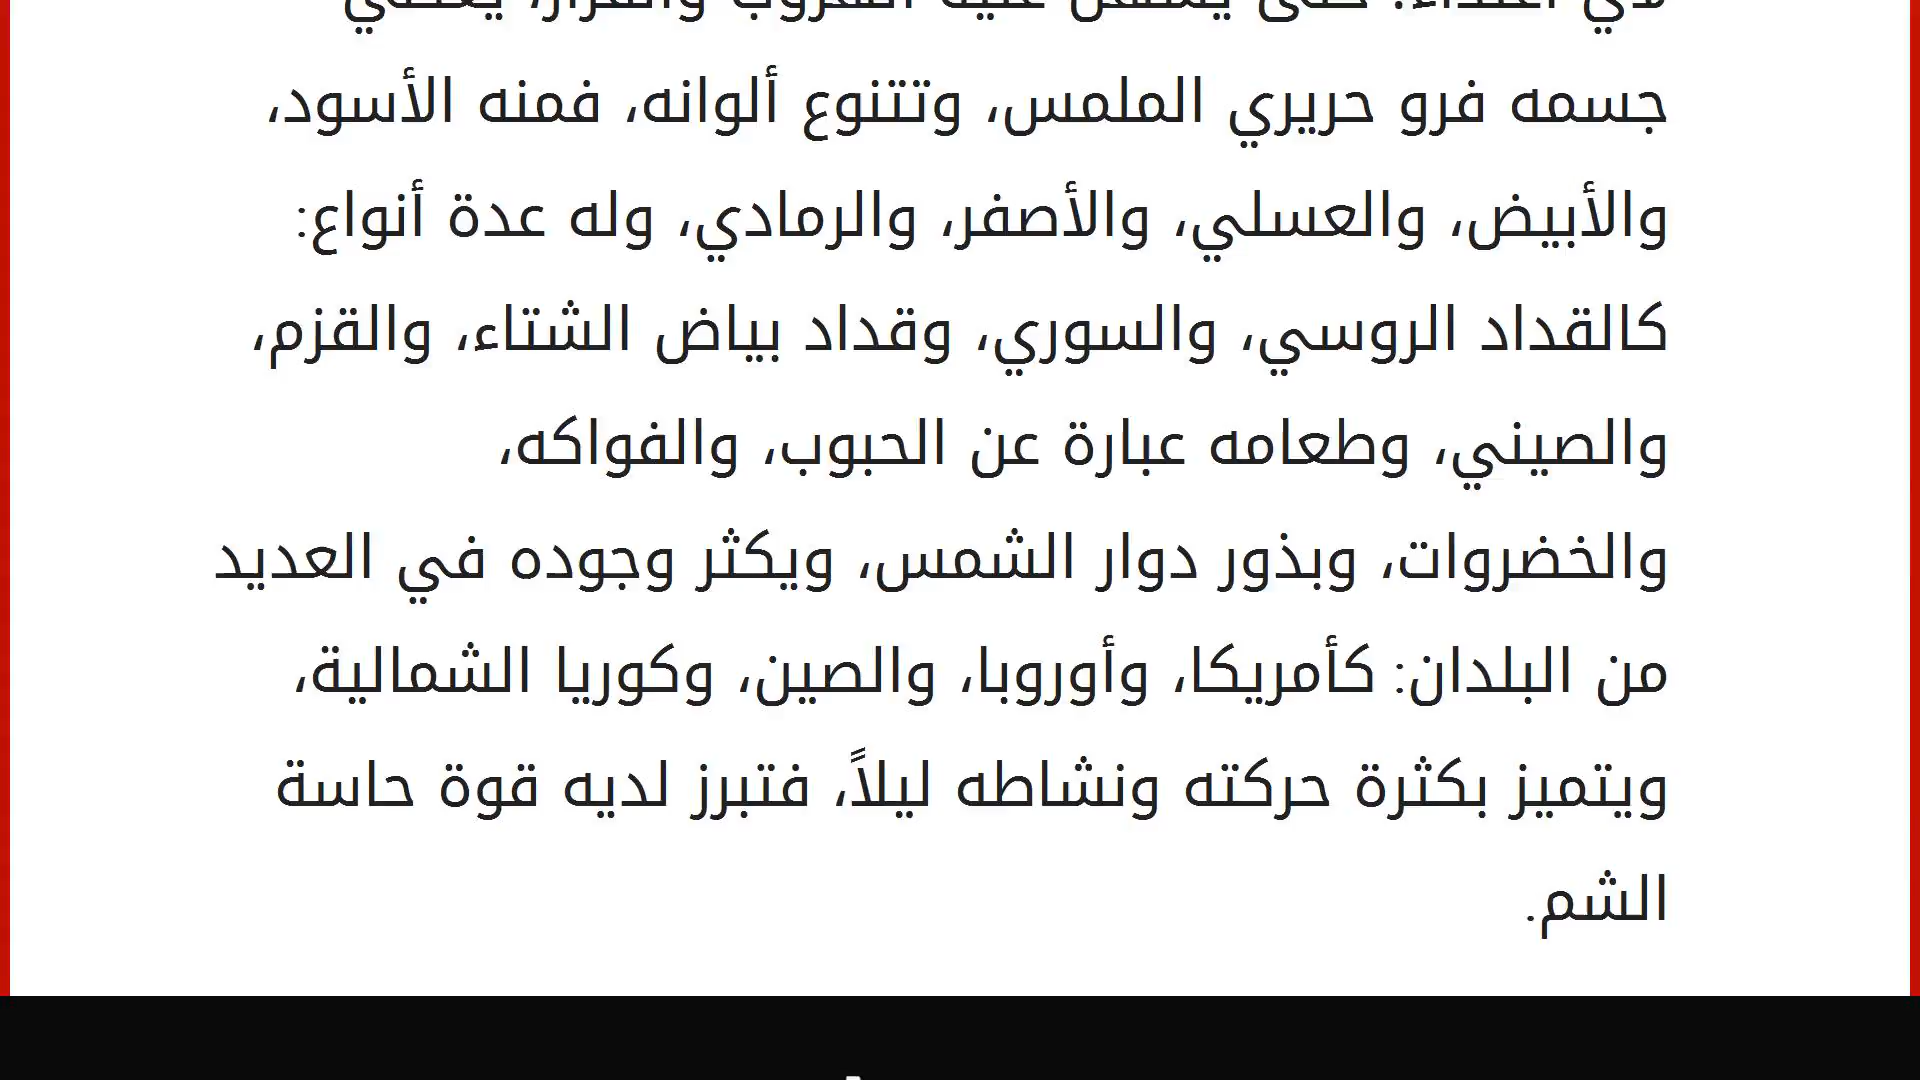 جسمه فرو حريري الملمس، وتتنوع ألوانه، فمنه الأسود،
والأبيض، والعسلي، والأصفر، والرمادي، وله عدة أنواع:
كالقداد الروسي، والسوري، وقداد بياض الشتاء، والقزم،
والصيني، وطعامه عبارة عن الحبوب، والفواكه،
والخضروات، وبذور دوار الشمس، ويكثر وجوده في العديد
من البلدان: كأمريكا، وأوروبا، والصين، وكوريا الشمالية،
ويتميز بكثرة حركته ونشاطه ليلاً، فتبرز لديه قوة حاسة
الشم.